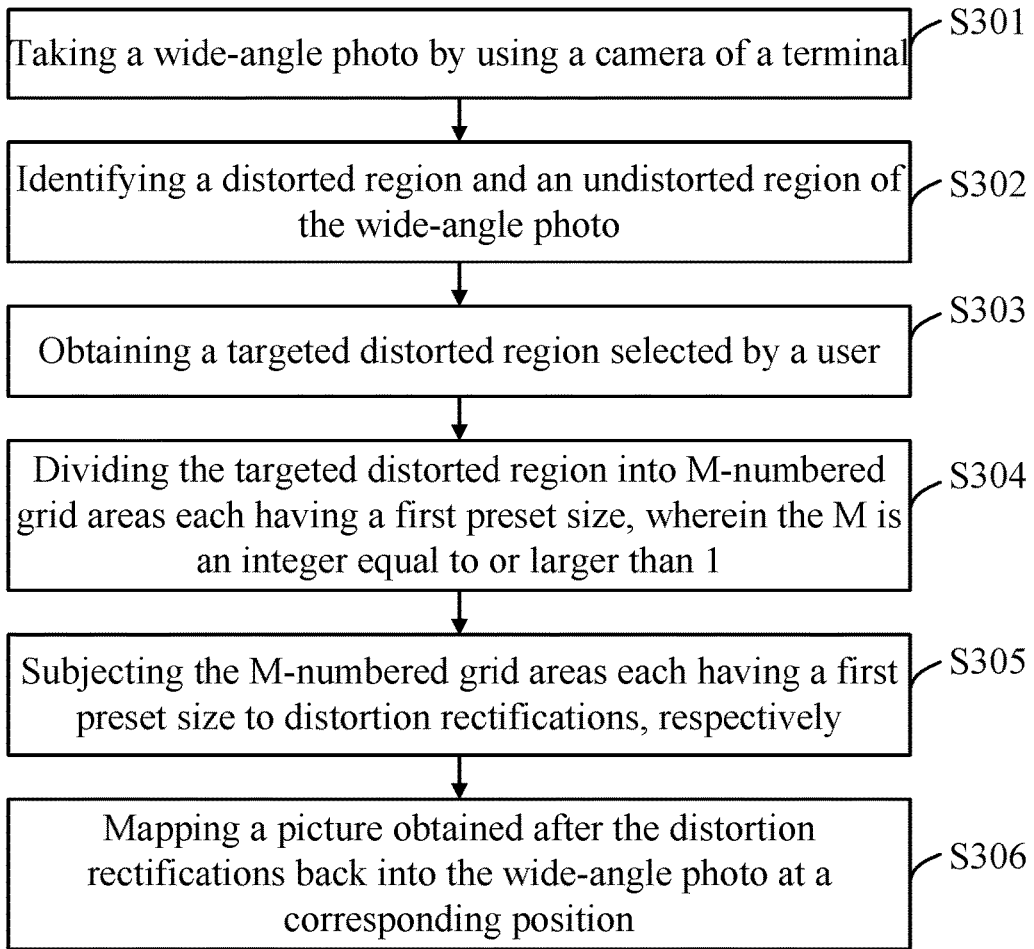 Taking a wide-angle photo by using a camera of a terminal
S301
Identifying a distorted region and an undistorted region of
the wide-angle photo
S302
Obtaining a targeted distorted region selected by a user
S303
Dividing the targeted distorted region into M-numbered
grid areas each having a first preset size, wherein the M is
an integer equal to or larger than 1
S304
Subjecting the M-numbered grid areas each having a first
preset size to distortion rectifications, respectively
S305
Mapping a picture obtained after the distortion
rectifications back into the wide-angle photo at a
corresponding position
S306